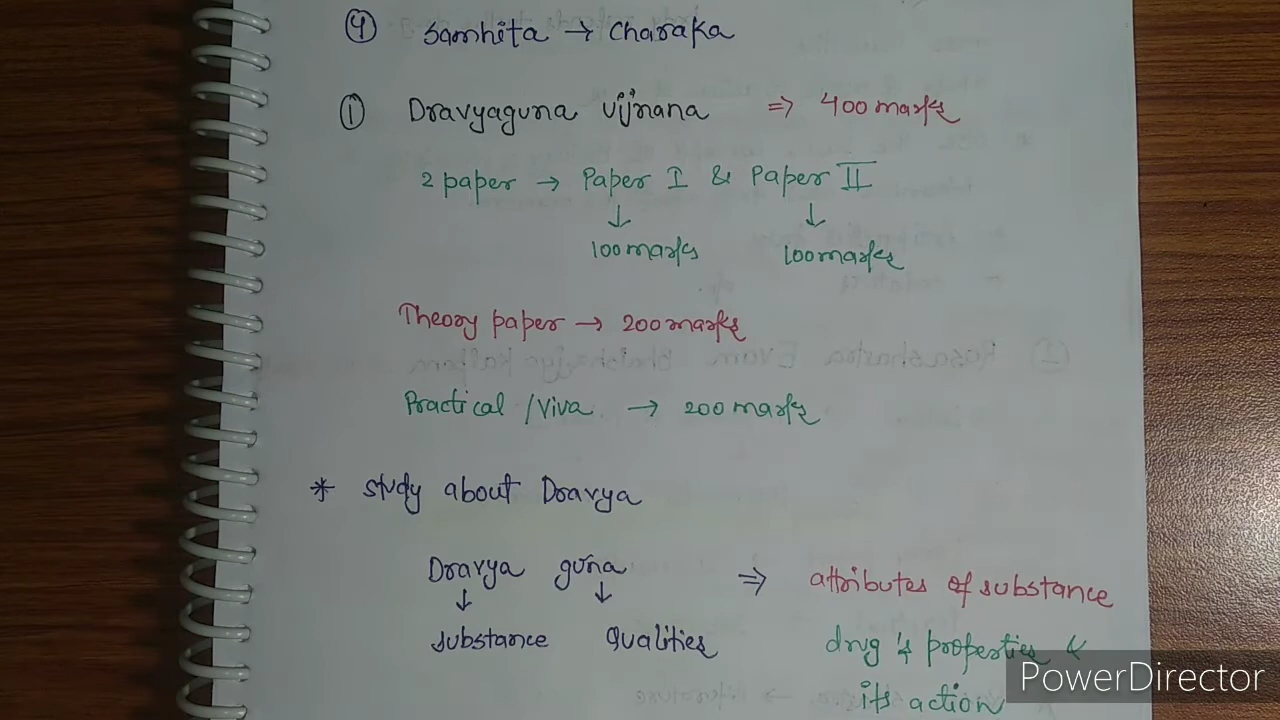 ④ Samhita → Charaka
① Dravyaguna vijnana ⇒ 400 marks
2 paper → Paper I & Paper II
↓ ↓
100 marks 100 marks
Theory paper → 200 marks
Practical / Viva → 200 marks
* study about Dravya
Dravya guna ⇒ attributes of substance
↓ ↓
substance qualities drug's properties &
its action
PowerDirector